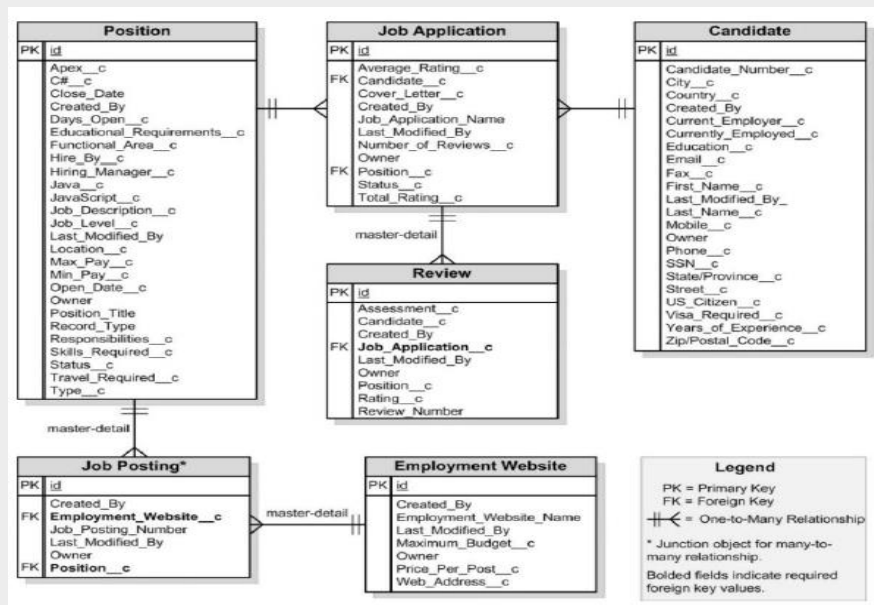 Position
PK id
Apex__c
C#__c
Close_Date
Created_By
Days_Open__c
Educational_Requirements__c
Functional_Area__c
Hire_By__c
Hiring_Manager__c
Java__c
JavaScript__c
Job_Description__c
Job_Level__c
Last_Modified_By
Location__c
Max_Pay__c
Min_Pay__c
Open_Date__c
Owner
Position_Title
Record_Type
Responsibilities__c
Skills_Required__c
Status__c
Travel_Required__c
Type__c
Job Application
PK id
Average_Rating__c
FK Candidate__c
Cover_Letter__c
Created_By
Job_Application_Name
Last_Modified_By
Number_of_Reviews__c
Owner
FK Position__c
Status__c
Total_Rating__c
Candidate
PK id
Candidate_Number__c
City__c
Country__c
Created_By
Current_Employer__c
Currently_Employed__c
Education__c
Email__c
Fax__c
First_Name__c
Last_Modified_By_
Last_Name__c
Mobile__c
Owner
Phone__c
SSN__c
State/Province__c
Street__c
US_Citizen__c
Visa_Required__c
Years_of_Experience__c
Zip/Postal_Code__c
master-detail
Review
PK id
Assessment__c
Candidate__c
Created_By
FK Job_Application__c
Last_Modified_By
Owner
Position__c
Rating__c
Review_Number
master-detail
Job Posting*
PK id
Created_By
FK Employment_Website__c
Job_Posting_Number
Last_Modified_By
Owner
FK Position__c
master-detail
Employment Website
PK id
Created_By
Employment_Website_Name
Last_Modified_By
Maximum_Budget__c
Owner
Price_Per_Post__c
Web_Address__c
Legend
PK = Primary Key
FK = Foreign Key
= One-to-Many Relationship
* Junction object for many-to-
many relationship.
Bolded fields indicate required
foreign key values.